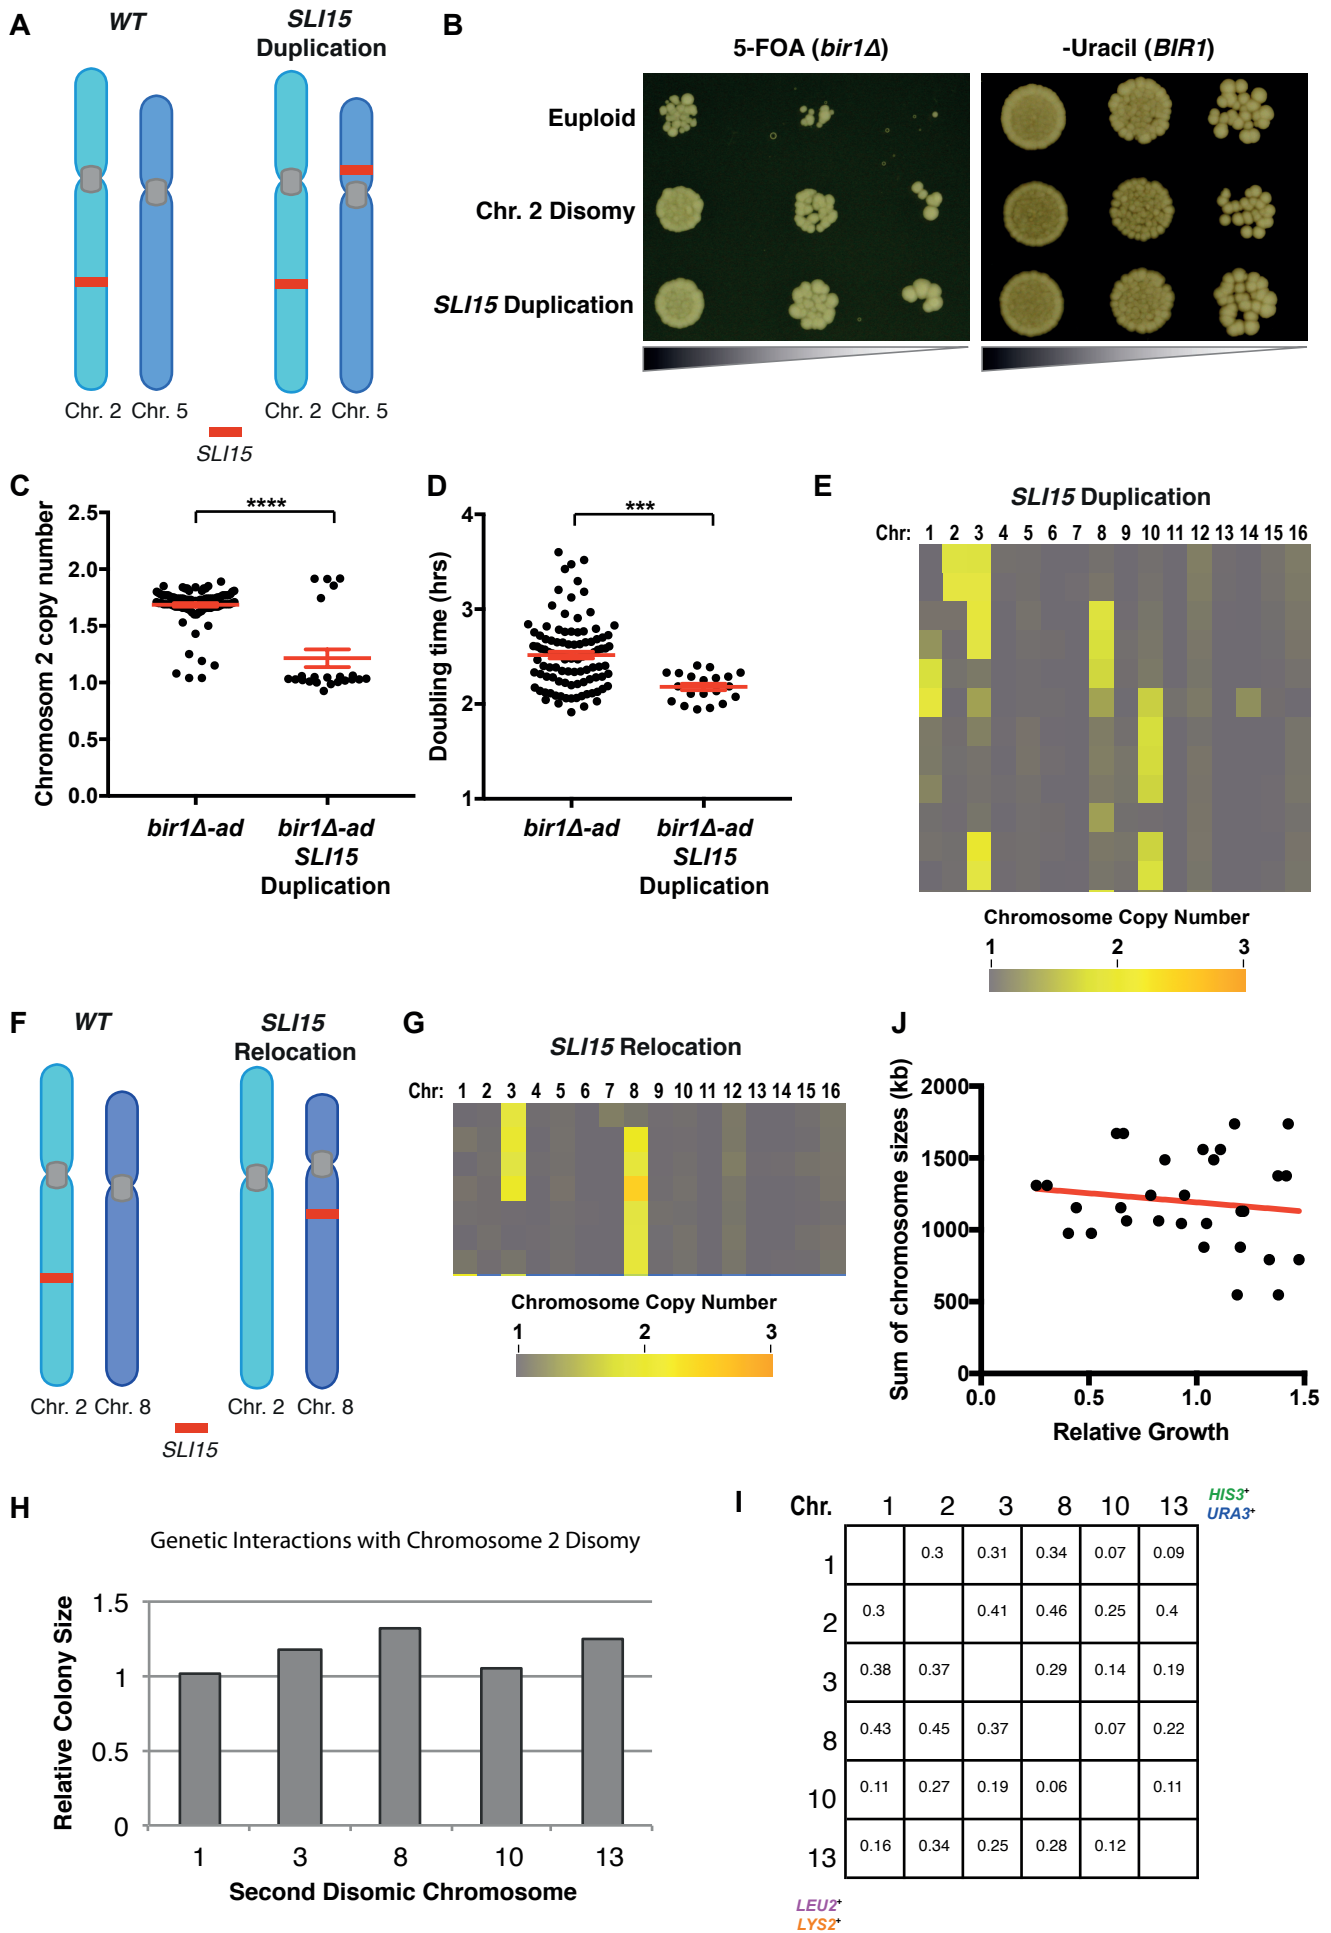 A
WT
SLI15
Duplication
Chr. 2 Chr. 5
Chr. 2 Chr. 5
SLI15
B
5-FOA (bir1Δ)
-Uracil (BIR1)
Euploid
Chr. 2 Disomy
SLI15 Duplication
C
Chromosom 2 copy number
2.5
2.0
1.5
1.0
0.5
0.0
****
bir1Δ-ad
bir1Δ-ad
SLI15
Duplication
D
Doubling time (hrs)
4
3
2
1
***
bir1Δ-ad
bir1Δ-ad
SLI15
Duplication
E
SLI15 Duplication
Chr: 1 2 3 4 5 6 7 8 9 10 11 12 13 14 15 16
Chromosome Copy Number
1 2 3
F
WT
SLI15
Relocation
Chr. 2 Chr. 8
Chr. 2 Chr. 8
SLI15
G
SLI15 Relocation
Chr: 1 2 3 4 5 6 7 8 9 10 11 12 13 14 15 16
Chromosome Copy Number
1 2 3
J
Sum of chromosome sizes (kb)
2000
1500
1000
500
0
0.0 0.5 1.0 1.5
Relative Growth
H
Genetic Interactions with Chromosome 2 Disomy
Relative Colony Size
1.5
1
0.5
0
1 3 8 10 13
Second Disomic Chromosome
I
Chr. 1 2 3 8 10 13
HIS3+
URA3+
1 0.3 0.31 0.34 0.07 0.09
2 0.3 0.41 0.46 0.25 0.4
3 0.38 0.37 0.29 0.14 0.19
8 0.43 0.45 0.37 0.07 0.22
10 0.11 0.27 0.19 0.06 0.11
13 0.16 0.34 0.25 0.28 0.12
LEU2+
LYS2+